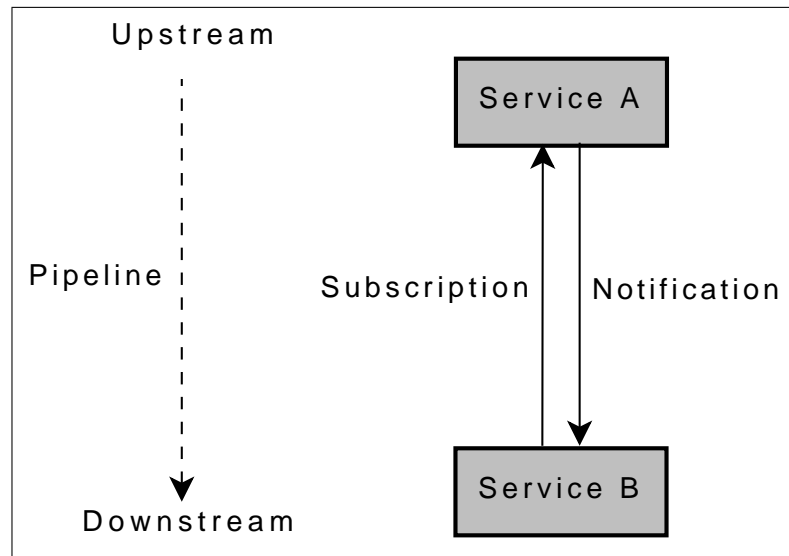 Upstream
Service A
Pipeline
Subscription
Notification
Service B
Downstream